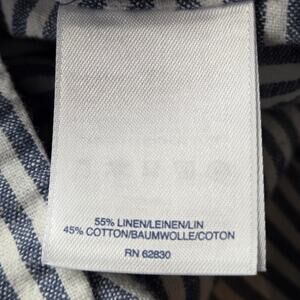 55% LINEN/LEINEN/LIN
45% COTTON/BAUMWOLLE/COTON
RN 62830